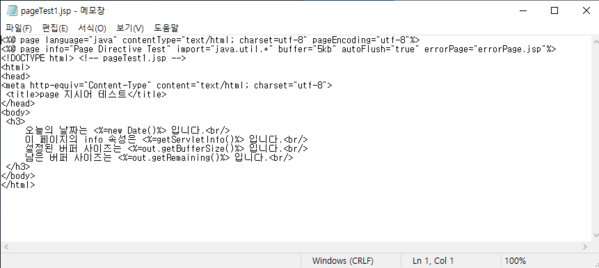 pageTest1.jsp - 메모장
파일(F) 편집(E) 서식(O) 보기(V) 도움말
<%@ page language="java" contentType="text/html; charset=utf-8" pageEncoding="utf-8"%>
<%@ page info="Page Directive Test" import="java.util.*" buffer="5kb" autoFlush="true" errorPage="errorPage.jsp"%>
<!DOCTYPE html> <!-- pageTest1.jsp -->
<html>
<head>
<meta http-equiv="Content-Type" content="text/html; charset="utf-8">
<title>page 지시어 테스트</title>
</head>
<body>
<h3>
오늘의 날짜는 <%=new Date()%> 입니다.<br/>
이 페이지의 info 속성은 <%=getServletInfo()%> 입니다.<br/>
설정된 버퍼 사이즈는 <%=out.getBufferSize()%> 입니다.<br/>
남은 버퍼 사이즈는 <%=out.getRemaining()%> 입니다.<br/>
</h3>
</body>
</html>
Windows (CRLF) Ln 1, Col 1 100%